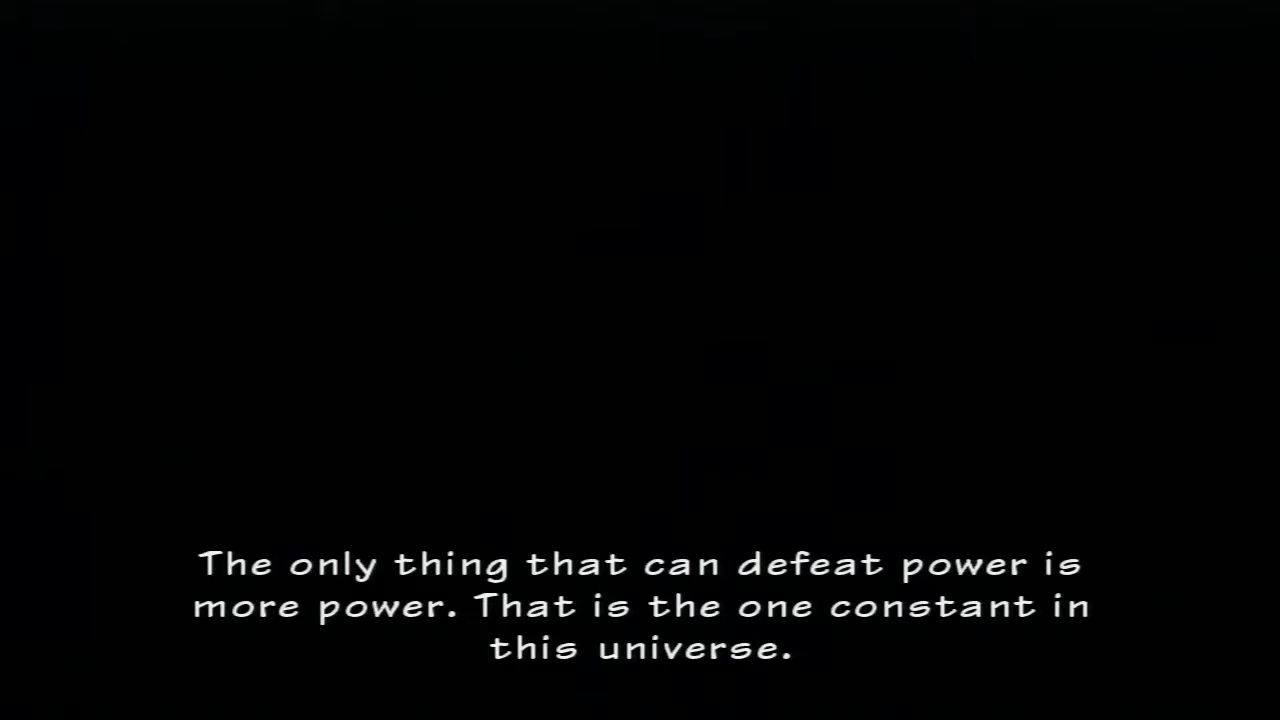 The only thing that can defeat power is
more power. That is the one constant in
this universe.